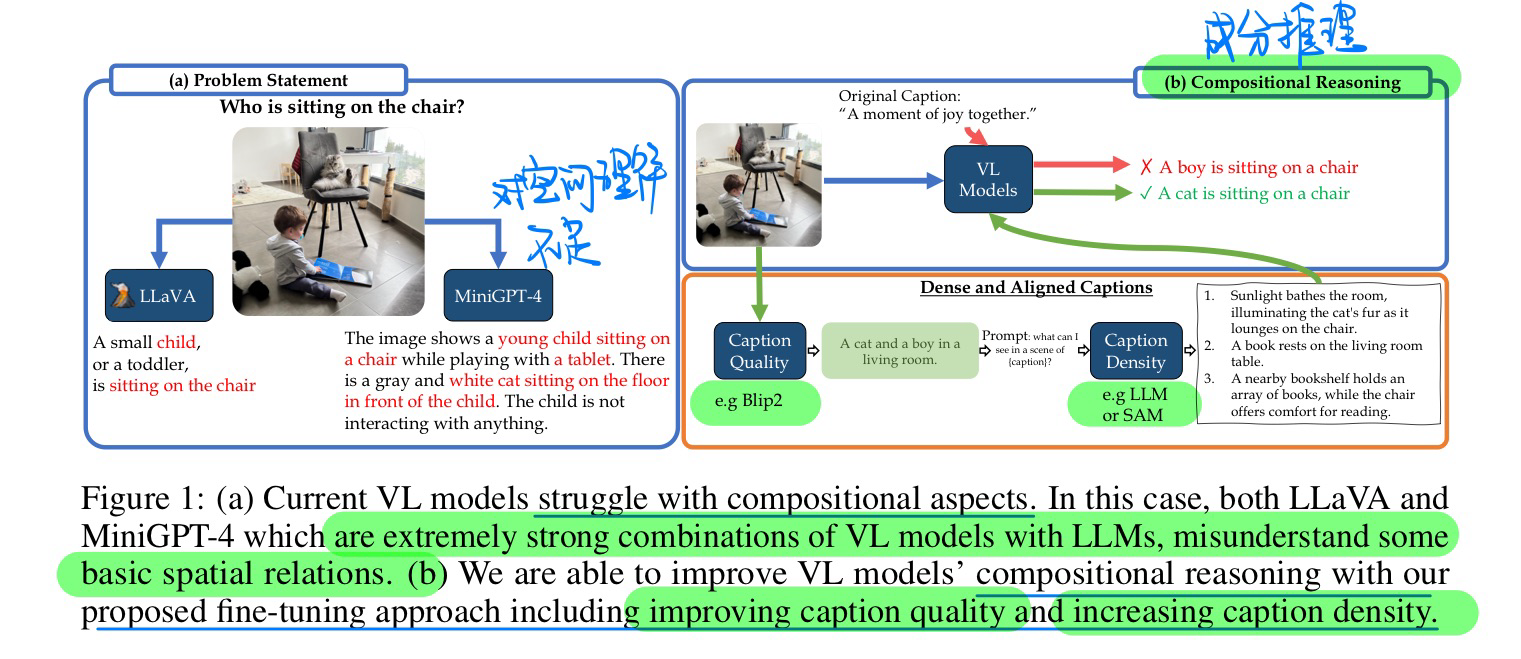 成分推理
(a) Problem Statement
Who is sitting on the chair?
对空间理解
不足
LLaVA
MiniGPT-4
A small child,
or a toddler,
is sitting on the chair
The image shows a young child sitting on
a chair while playing with a tablet. There
is a gray and white cat sitting on the floor
in front of the child. The child is not
interacting with anything.
(b) Compositional Reasoning
Original Caption:
“A moment of joy together.”
VL
Models
✗ A boy is sitting on a chair
✓ A cat is sitting on a chair
Dense and Aligned Captions
Caption
Quality
e.g Blip2
A cat and a boy in a
living room.
Prompt: what can I
see in a scene of
{caption}?
Caption
Density
e.g LLM
or SAM
1. Sunlight bathes the room,
illuminating the cat's fur as it
lounges on the chair.
2. A book rests on the living room
table.
3. A nearby bookshelf holds an
array of books, while the chair
offers comfort for reading.
Figure 1: (a) Current VL models struggle with compositional aspects. In this case, both LLaVA and
MiniGPT-4 which are extremely strong combinations of VL models with LLMs, misunderstand some
basic spatial relations. (b) We are able to improve VL models’ compositional reasoning with our
proposed fine-tuning approach including improving caption quality and increasing caption density.